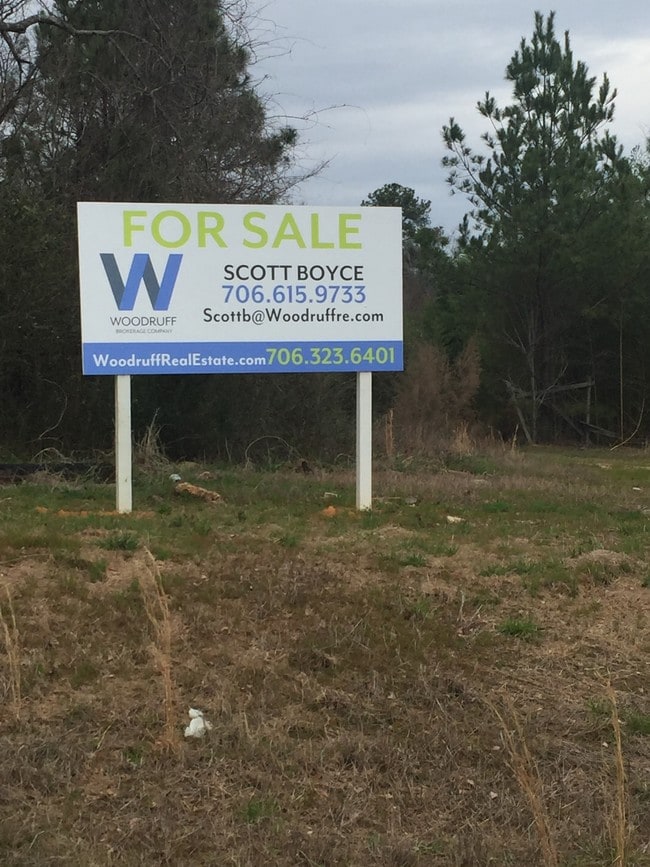 FOR SALE
W
WOODRUFF
BROKERAGE COMPANY
SCOTT BOYCE
706.615.9733
Scottb@Woodruffre.com
WoodruffRealEstate.com 706.323.6401